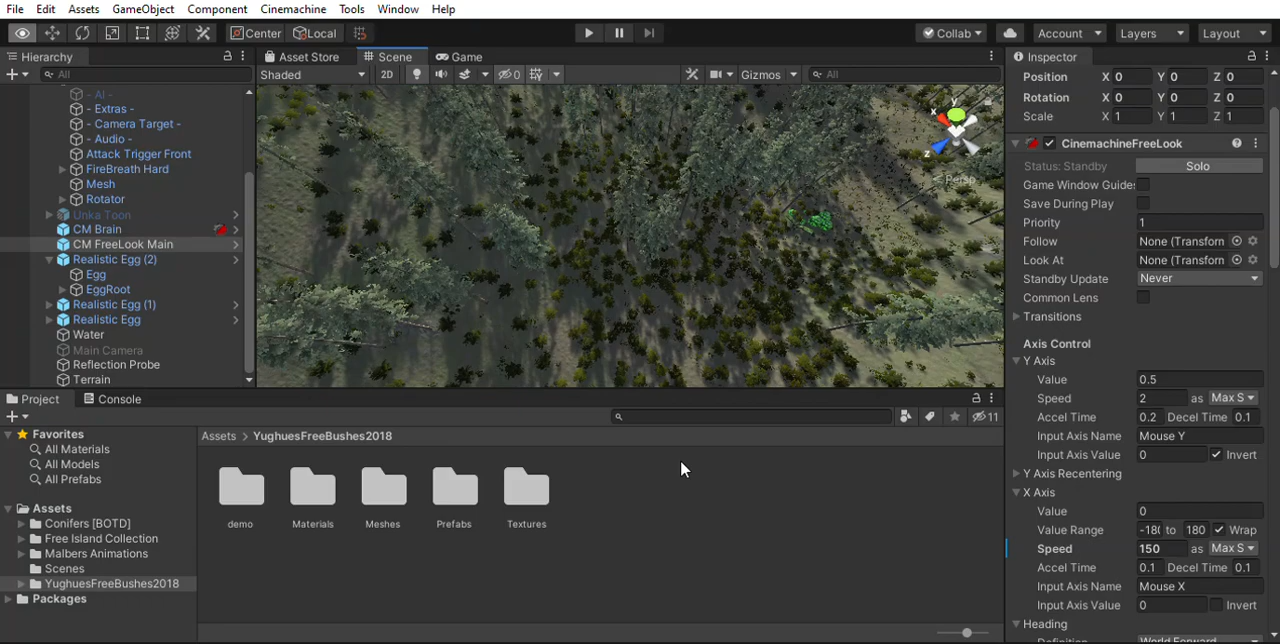 File Edit Assets GameObject Component Cinemachine Tools Window Help
Center Local Collab Account Layers Layout
Hierarchy
All
- AI -
- Extras -
- Camera Target -
- Audio -
Attack Trigger Front
FireBreath Hard
Mesh
Rotator
Unka Toon
CM Brain
CM FreeLook Main
Realistic Egg (2)
Egg
EggRoot
Realistic Egg (1)
Realistic Egg
Water
Main Camera
Reflection Probe
Terrain
Asset Store Scene Game
Shaded 2D 0 Gizmos All
y
x
z
Persp
Inspector
Position X 0 Y 0 Z 0
Rotation X 0 Y 0 Z 0
Scale X 1 Y 1 Z 1
CinemachineFreeLook
Status: Standby Solo
Game Window Guides
Save During Play
Priority 1
Follow None (Transform
Look At None (Transform
Standby Update Never
Common Lens
Transitions
Axis Control
Y Axis
Value 0.5
Speed 2 as Max S
Accel Time 0.2 Decel Time 0.1
Input Axis Name Mouse Y
Input Axis Value 0 Invert
Y Axis Recentering
X Axis
Value 0
Value Range -180 to 180 Wrap
Speed 150 as Max S
Accel Time 0.1 Decel Time 0.1
Input Axis Name Mouse X
Input Axis Value 0 Invert
Heading
Definition World Forward
Project Console
11
Favorites
All Materials
All Models
All Prefabs
Assets
Conifers [BOTD]
Free Island Collection
Malbers Animations
Scenes
YughuesFreeBushes2018
Packages
Assets > YughuesFreeBushes2018
demo Materials Meshes Prefabs Textures